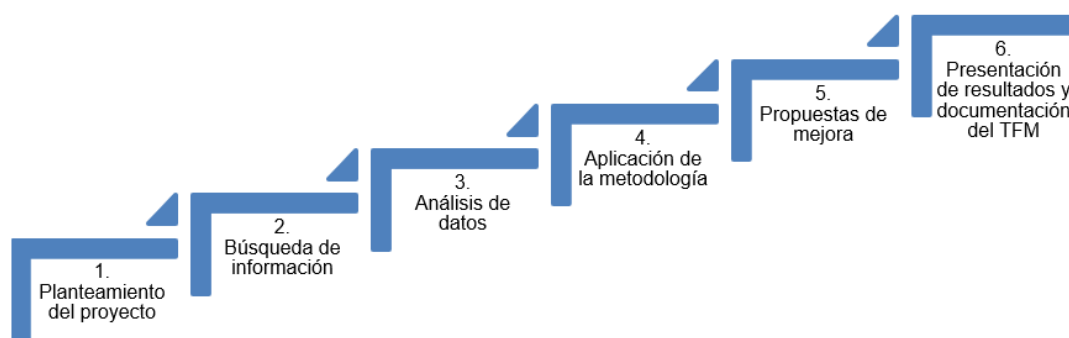 1.
Planteamiento
del proyecto
2.
Búsqueda de
información
3.
Análisis de
datos
4.
Aplicación de
la metodología
5.
Propuestas de
mejora
6.
Presentación
de resultados y
documentación
del TFM